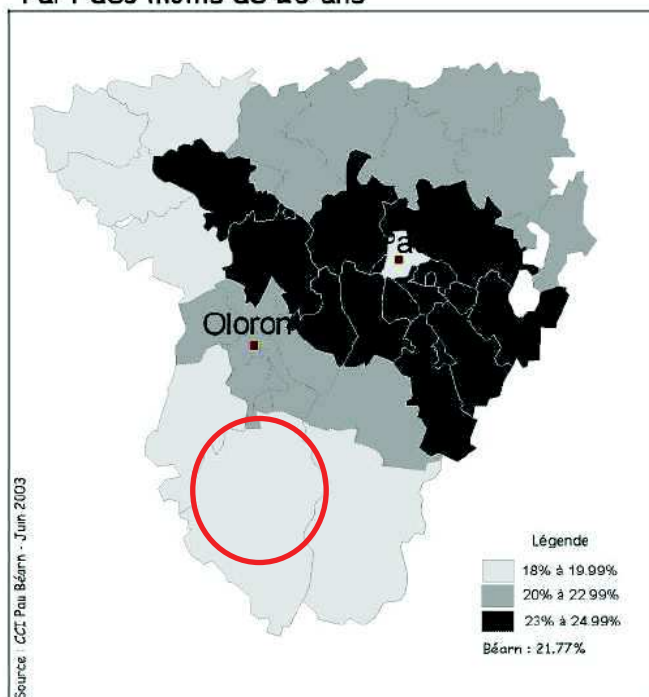 Pa
Oloron
Légende
18% à 19.99%
20% à 22.99%
23% à 24.99%
Béarn : 21.77%
Source : CCI Pau Béarn - Juin 2003